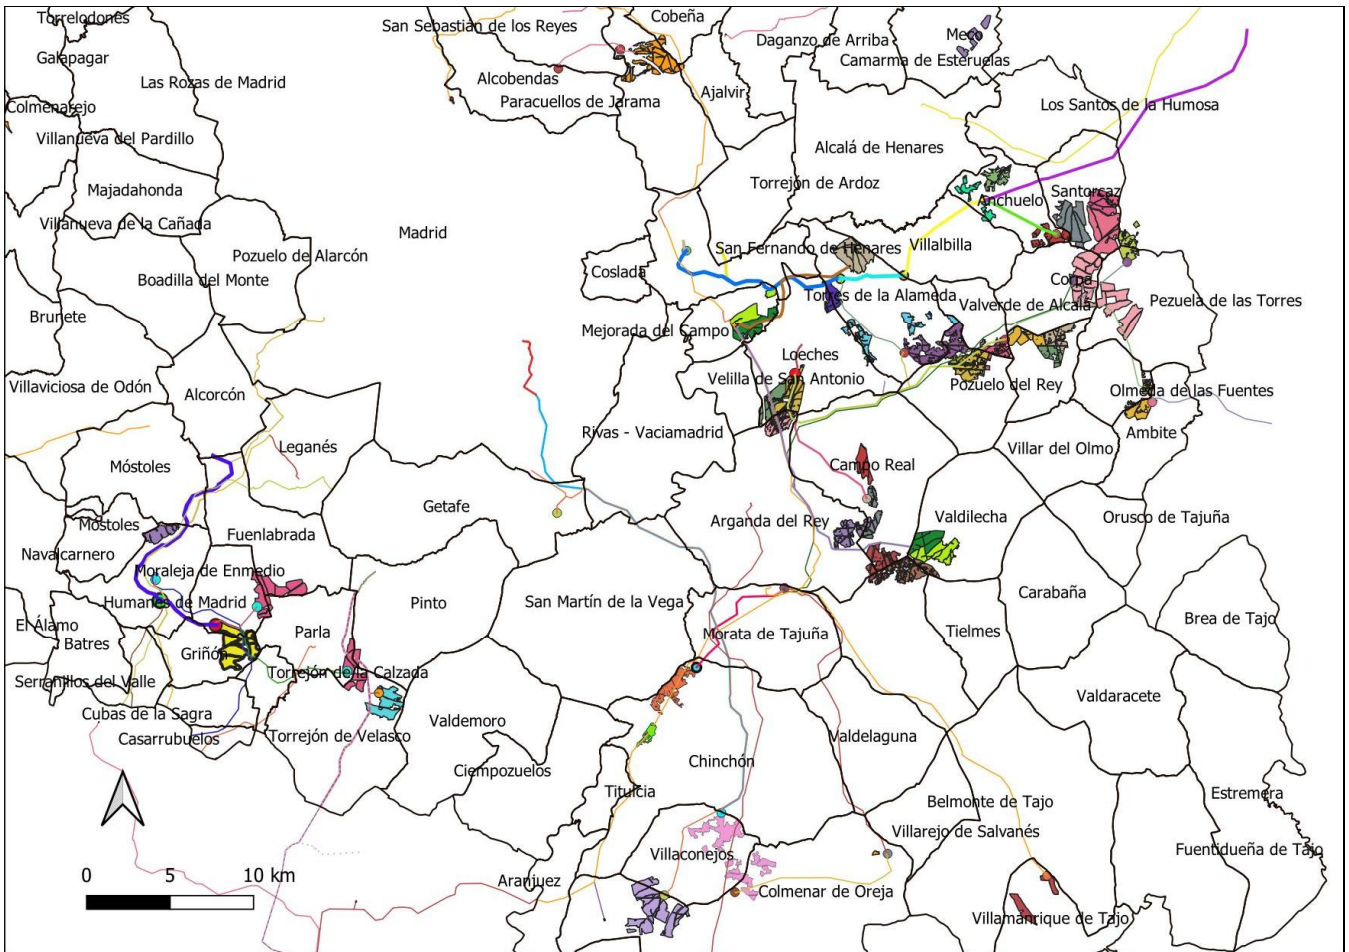 Torrelodones
San Sebastián de los Reyes
Cobeña
Daganzo de Arriba
Meco
Galapagar
Camarma de Esteruelas
Alcobendas
Las Rozas de Madrid
Ajalvir
Paracuellos de Jarama
Colmenarejo
Los Santos de la Humosa
Villanueva del Pardillo
Alcalá de Henares
Majadahonda
Torrejón de Ardoz
Santorcaz
Anchuelo
Villanueva de la Cañada
Madrid
San Fernando de Henares
Villalbilla
Pozuelo de Alarcón
Coslada
Boadilla del Monte
Corpa
Torres de la Alameda
Valverde de Alcalá
Pezuela de las Torres
Brunete
Mejorada del Campo
Loeches
Velilla de San Antonio
Pozuelo del Rey
Villaviciosa de Odón
Alcorcón
Olmeda de las Fuentes
Rivas - Vaciamadrid
Ambite
Leganés
Villar del Olmo
Móstoles
Campo Real
Getafe
Arganda del Rey
Valdilecha
Orusco de Tajuña
Móstoles
Fuenlabrada
Navalcarnero
Moraleja de Enmedio
Carabaña
Humanes de Madrid
Pinto
San Martín de la Vega
Brea de Tajo
El Álamo
Parla
Morata de Tajuña
Tielmes
Batres
Griñón
Torrejón de la Calzada
Serranillos del Valle
Valdaracete
Cubas de la Sagra
Valdemoro
Casarrubuelos
Torrejón de Velasco
Valdelaguna
Chinchón
Ciempozuelos
Titulcia
Estremera
Belmonte de Tajo
Villarejo de Salvanés
Fuentidueña de Tajo
Villaconejos
0 5 10 km
Aranjuez
Colmenar de Oreja
Villamanrique de Tajo